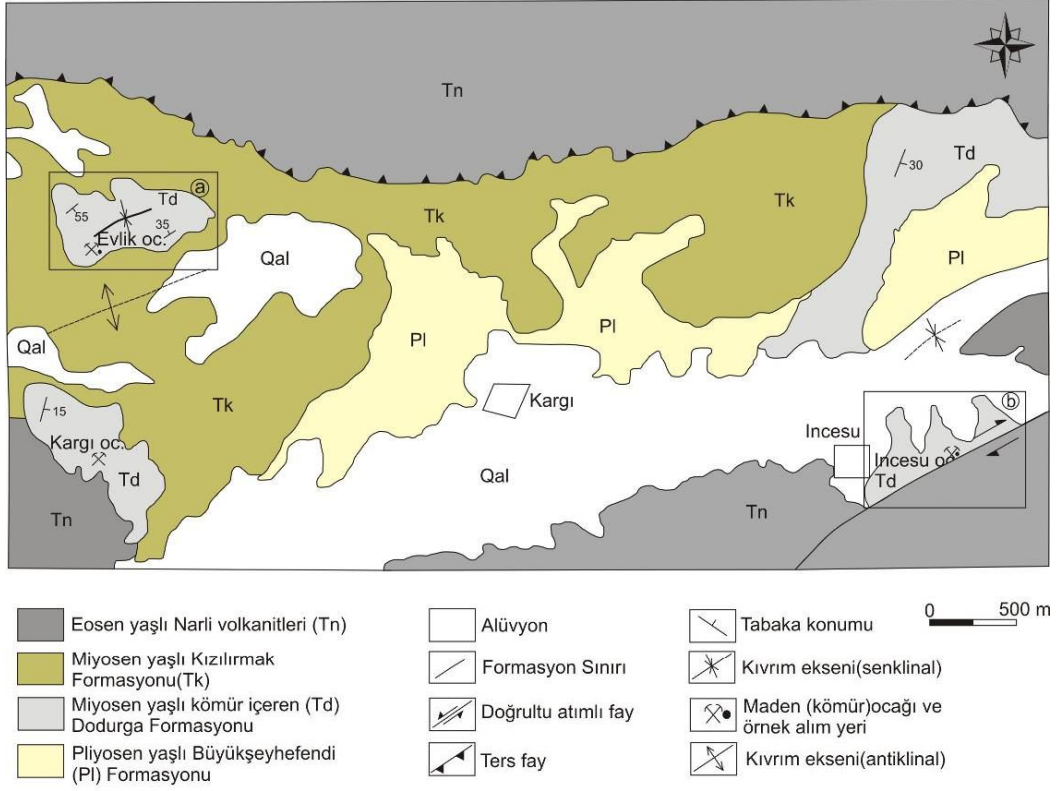 Tn
Td
30
a
Td
55
35
Evlik oc.
Tk
Tk
Qal
Pl
Pl
Pl
Qal
15
Kargı oc.
Td
Tk
Kargı
Incesu
b
Incesu oc
Td
Qal
Tn
Tn
Eosen yaşlı Narli volkanitleri (Tn)
Miyosen yaşlı Kızılırmak
Formasyonu(Tk)
Miyosen yaşlı kömür içeren (Td)
Dodurga Formasyonu
Pliyosen yaşlı Büyükşeyhefendi
(Pl) Formasyonu
Alüvyon
Formasyon Sınırı
Doğrultu atımlı fay
Ters fay
Tabaka konumu
Kıvrım ekseni(senklinal)
Maden (kömür)ocağı ve
örnek alım yeri
Kıvrım ekseni(antiklinal)
0 500 m